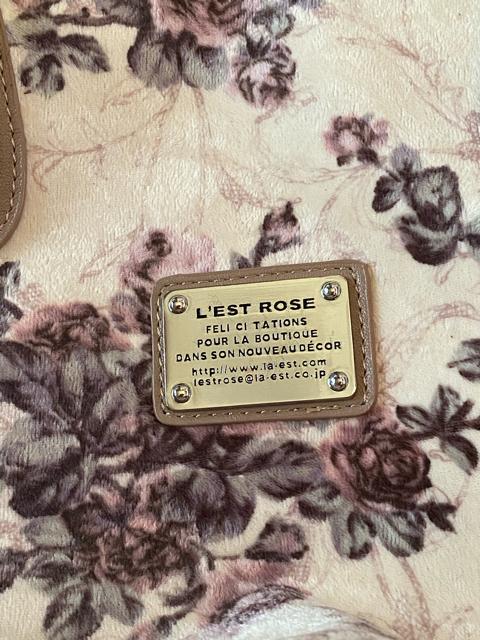 L'EST ROSE
FELI CI TATIONS
POUR LA BOUTIQUE
DANS SON NOUVEAU DÉCOR
http://www.la-est.com
lestrose@la-est.co.jp